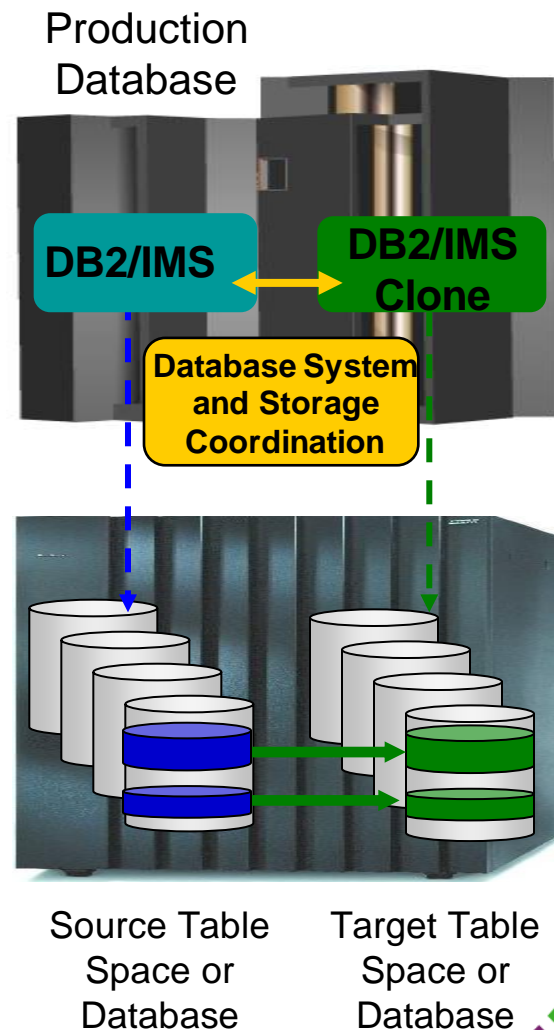 Production
Database
DB2/IMS
DB2/IMS
Clone
Database System
and Storage
Coordination
Source Table
Space or
Database
Target Table
Space or
Database